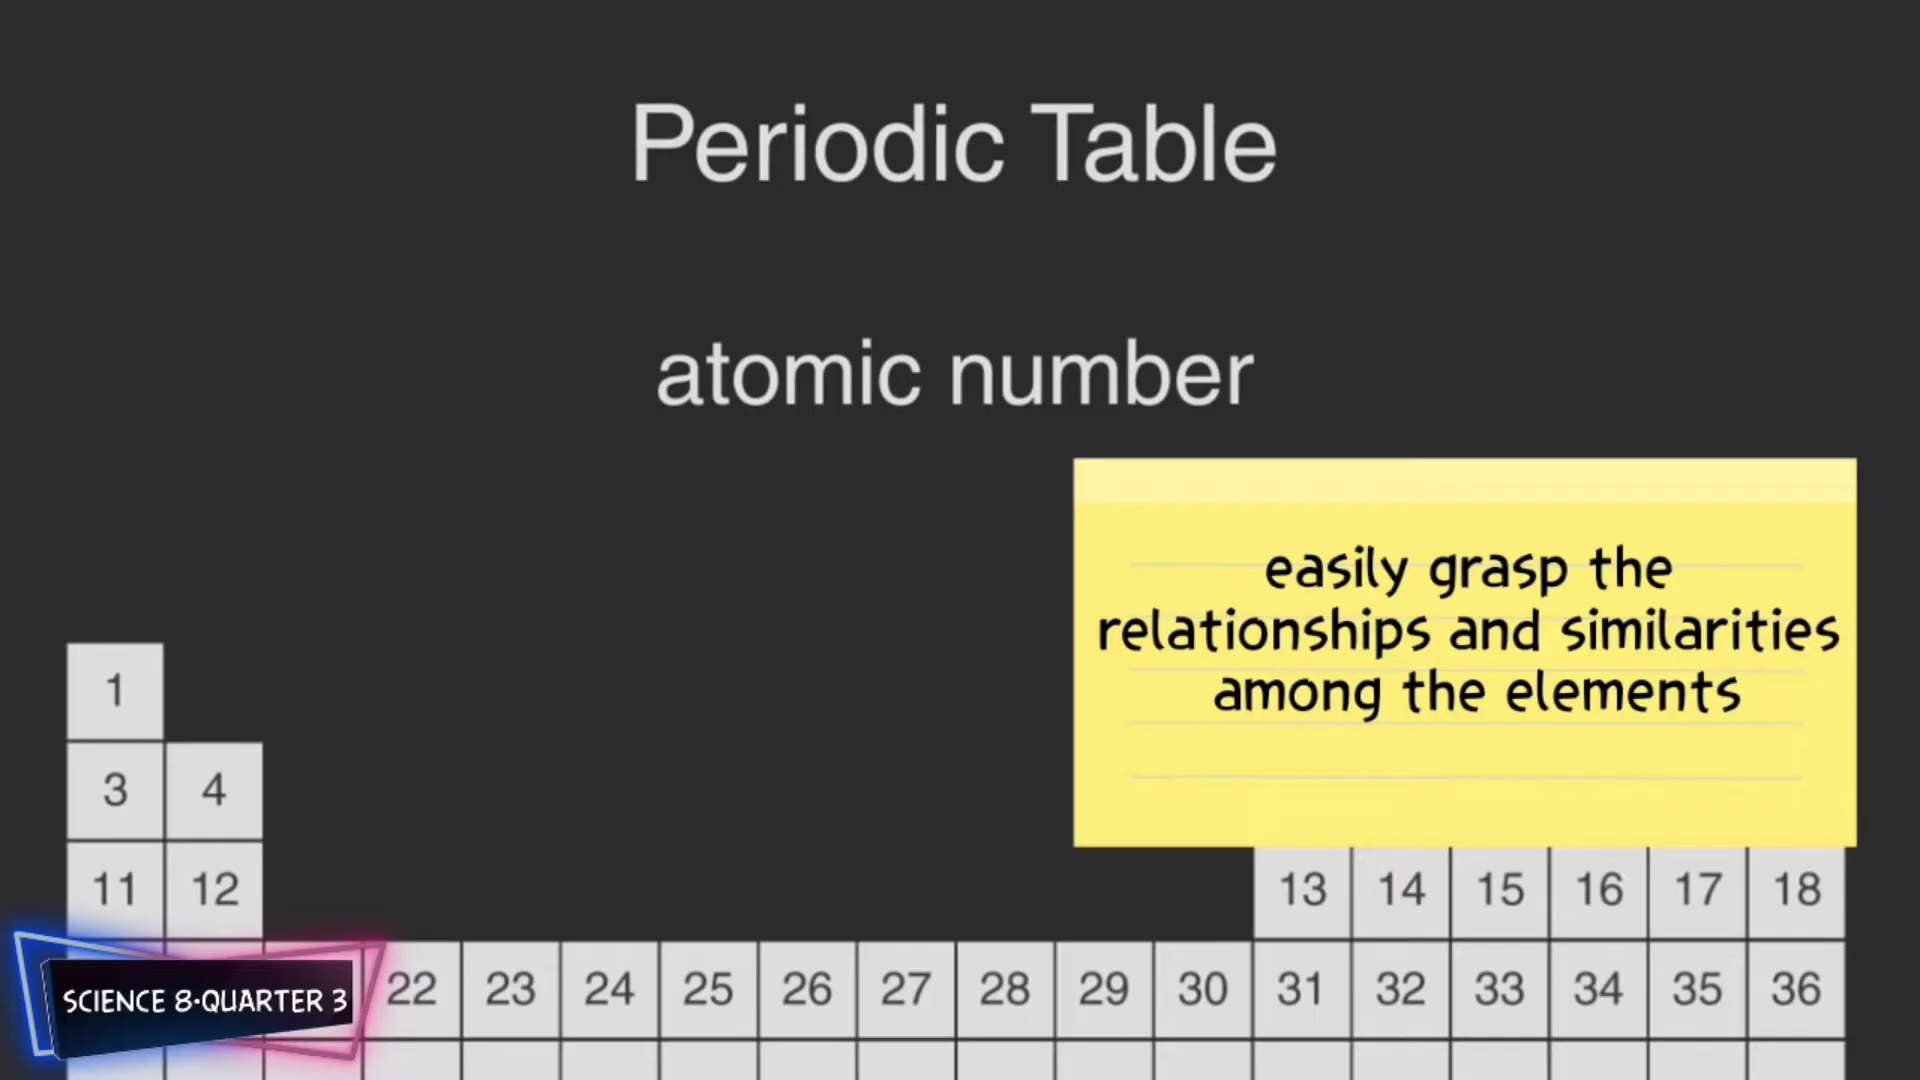 Periodic Table
atomic number
easily grasp the
relationships and similarities
among the elements
1
3 4
11 12 13 14 15 16 17 18
22 23 24 25 26 27 28 29 30 31 32 33 34 35 36
SCIENCE 8•QUARTER 3